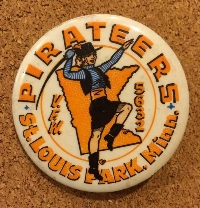 PIRATEERS
V.F.W.
St. LOUIS PARK, Minn.